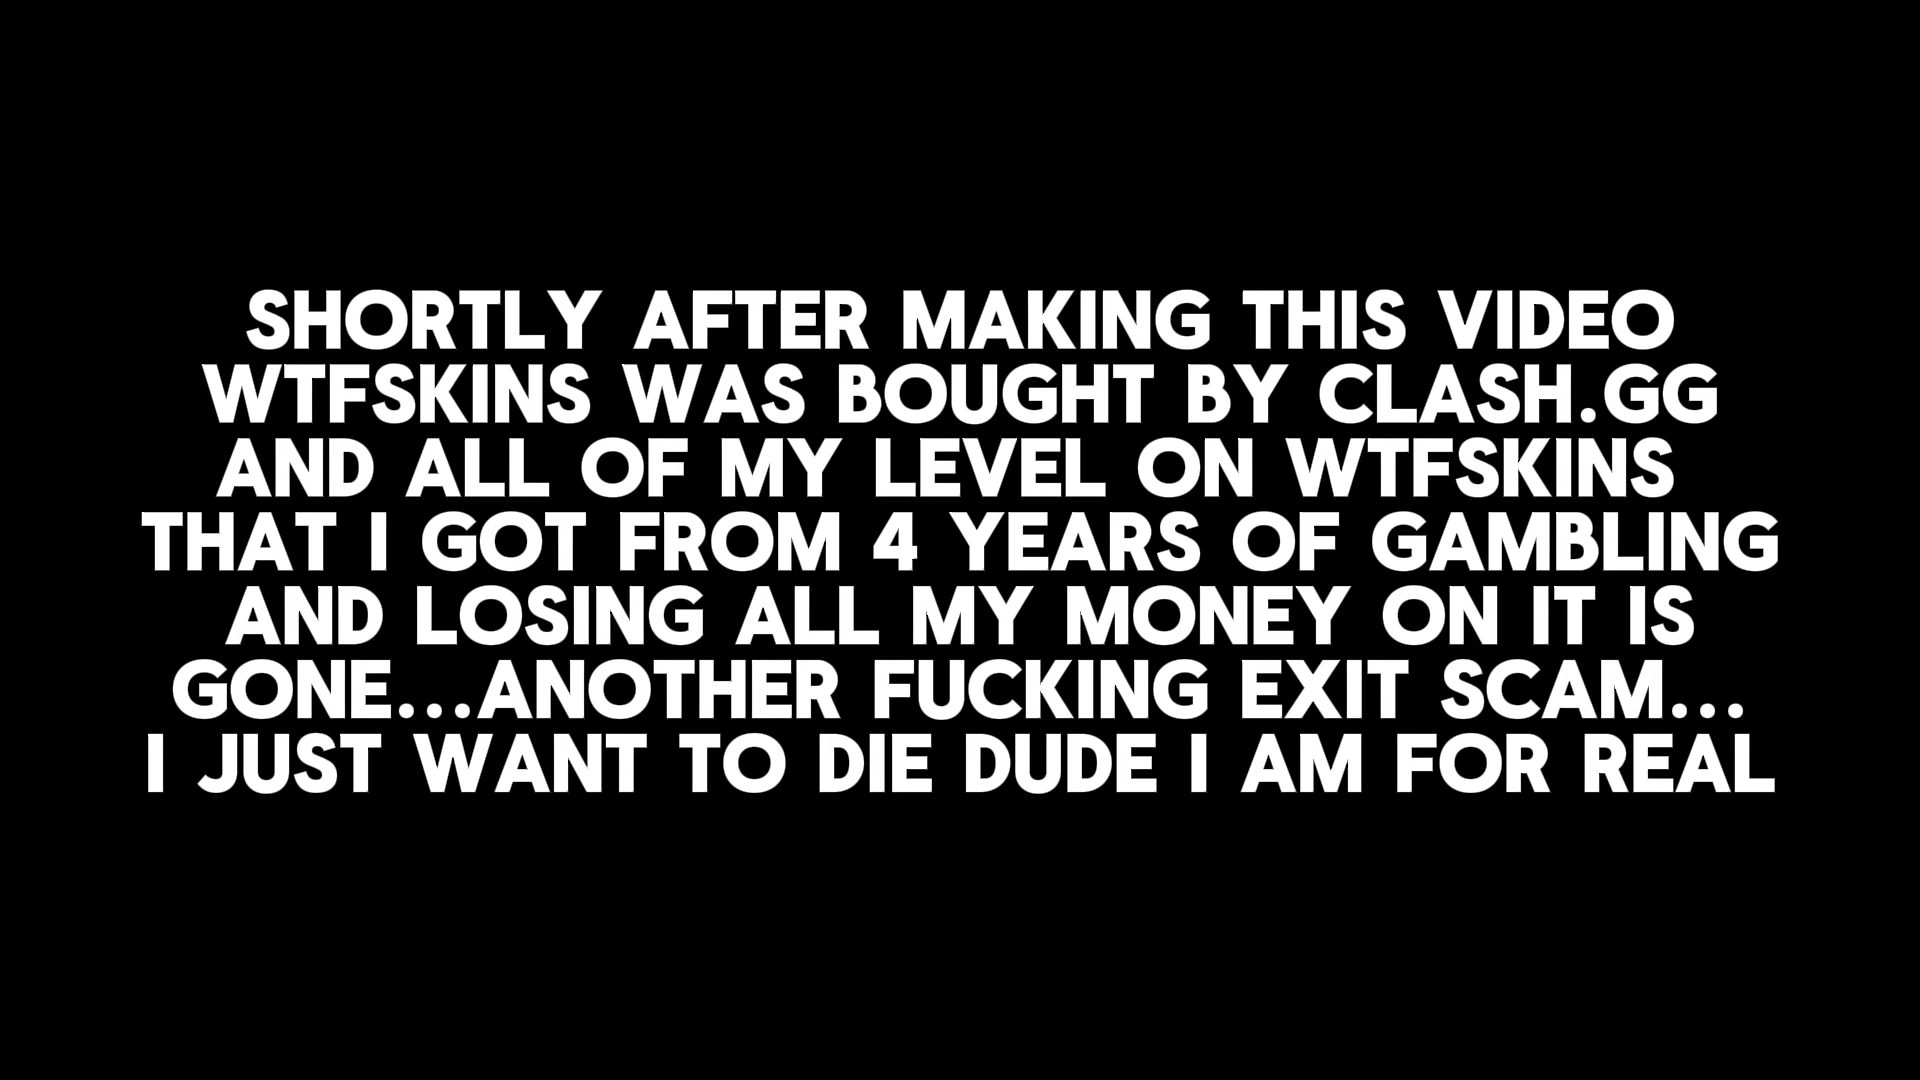 SHORTLY AFTER MAKING THIS VIDEO
WTFSKINS WAS BOUGHT BY CLASH.GG
AND ALL OF MY LEVEL ON WTFSKINS
THAT I GOT FROM 4 YEARS OF GAMBLING
AND LOSING ALL MY MONEY ON IT IS
GONE...ANOTHER FUCKING EXIT SCAM...
I JUST WANT TO DIE DUDE I AM FOR REAL